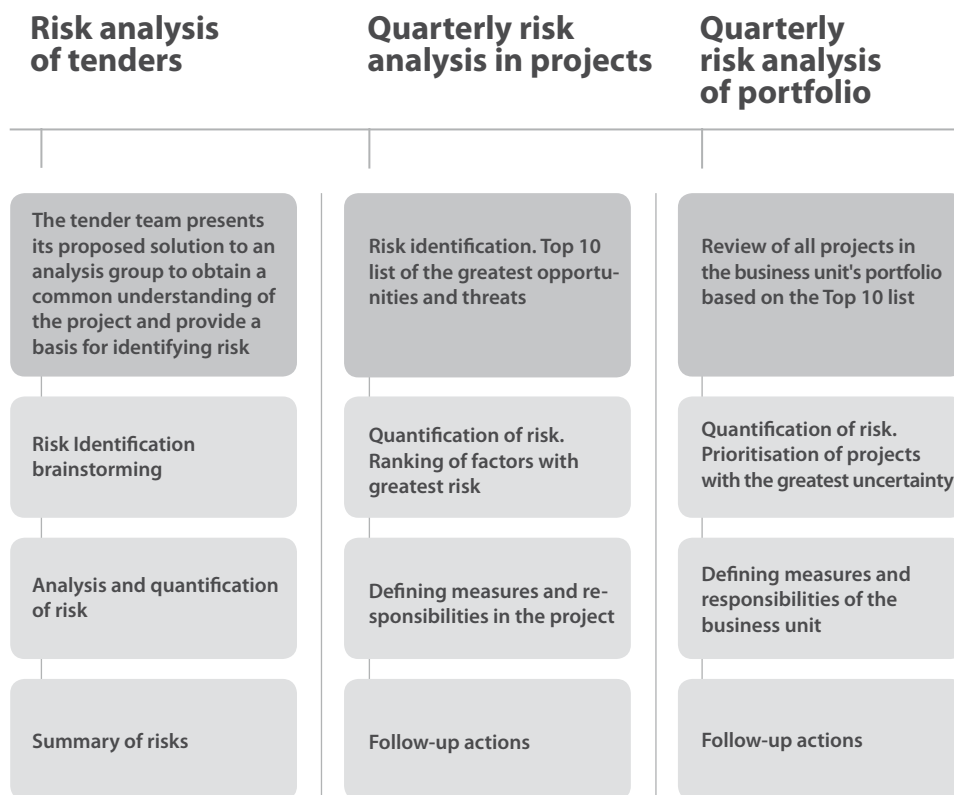 Risk analysis
of tenders
Quarterly risk
analysis in projects
Quarterly
risk analysis
of portfolio
The tender team presents
its proposed solution to an
analysis group to obtain a
common understanding of
the project and provide a
basis for identifying risk
Risk Identification
brainstorming
Analysis and quantification
of risk
Summary of risks
Risk identification. Top 10
list of the greatest opportu-
nities and threats
Quantification of risk.
Ranking of factors with
greatest risk
Defining measures and re-
sponsibilities in the project
Follow-up actions
Review of all projects in
the business unit's portfolio
based on the Top 10 list
Quantification of risk.
Prioritisation of projects
with the greatest uncertainty
Defining measures and
responsibilities of the
business unit
Follow-up actions